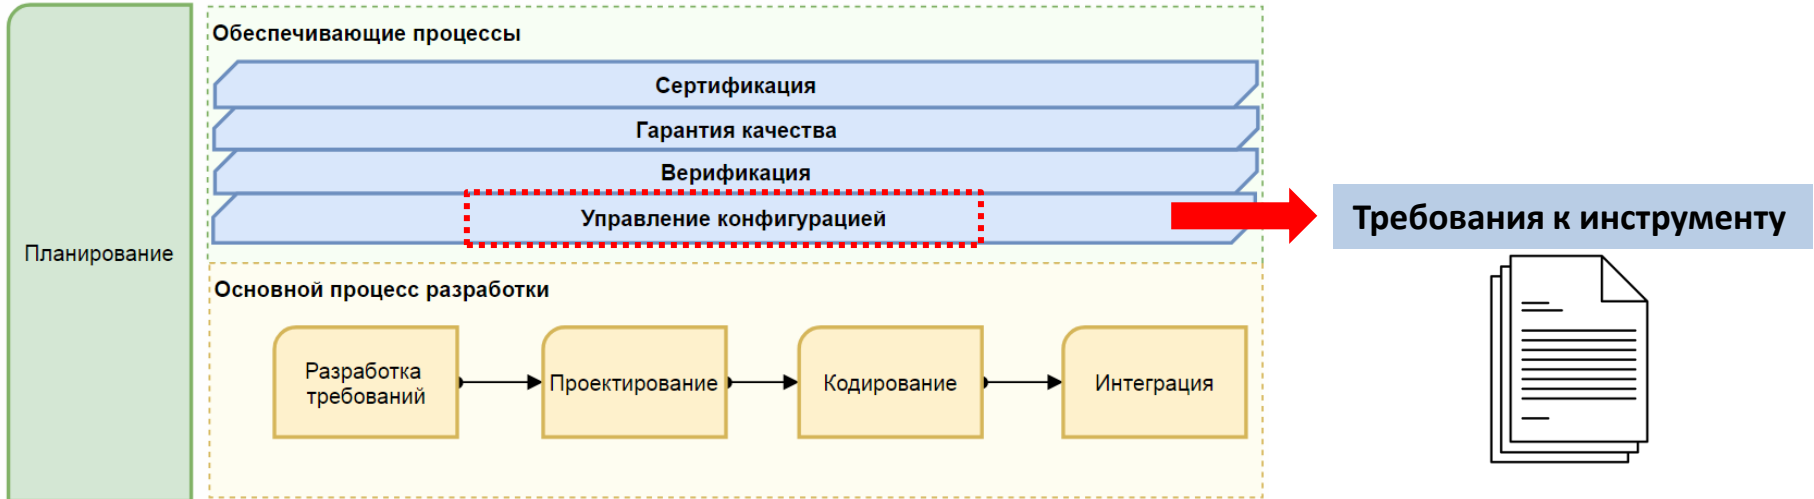 Планирование
Обеспечивающие процессы
Сертификация
Гарантия качества
Верификация
Управление конфигурацией
Требования к инструменту
Основной процесс разработки
Разработка
требований
Проектирование
Кодирование
Интеграция